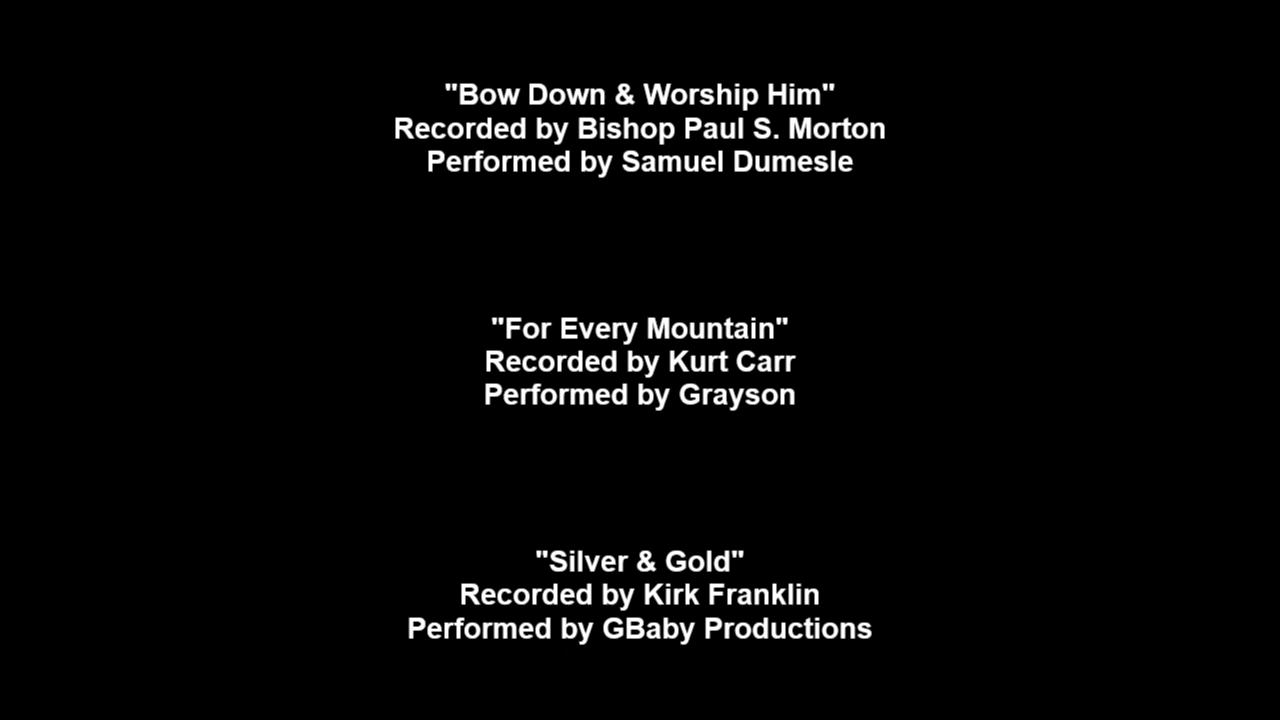 "Bow Down & Worship Him"
Recorded by Bishop Paul S. Morton
Performed by Samuel Dumesle
"For Every Mountain"
Recorded by Kurt Carr
Performed by Grayson
"Silver & Gold"
Recorded by Kirk Franklin
Performed by GBaby Productions